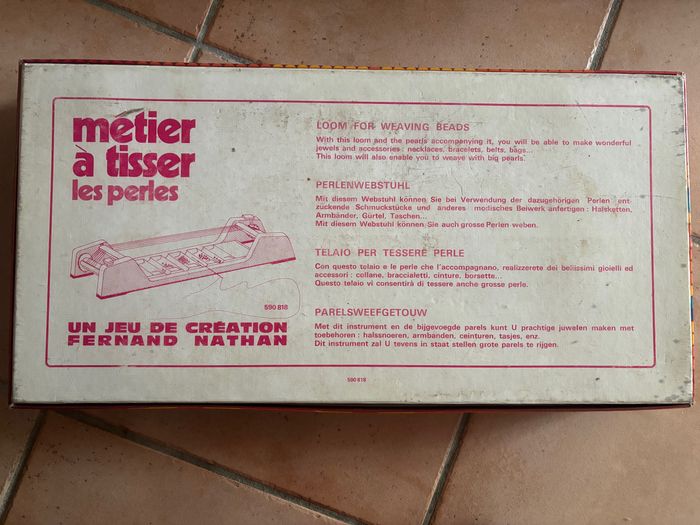 métier
à tisser
les perles
590 818
UN JEU DE CRÉATION
FERNAND NATHAN
LOOM FOR WEAVING BEADS
With this loom and the pearls accompanying it, you will be able to make wonderful
jewels and accessories : necklaces, bracelets, belts, bags...
This loom will also enable you to weave with big pearls.
PERLENWEBSTUHL
Mit diesem Webstuhl können Sie bei Verwendung der dazugehörigen Perlen ent
zückende Schmuckstücke und anderes modisches Beiwerk anfertigen : Halsketten,
Armbänder, Gürtel, Taschen...
Mit diesem Webstuhl können Sie auch grosse Perlen weben.
TELAIO PER TESSERE PERLE
Con questo telaio e le perle che l'accompagnano, realizzerete dei bellissimi gioielli ed
accessori : collane, braccialetti, cinture, borsette...
Questo telaio vi consentirà di tessere anche grosse perle.
PARELSWEEFGETOUW
Met dit instrument en de bijgevoegde parels kunt U prachtige juwelen maken met
toebehoren : halssnoeren, armbanden, ceinturen, tasjes, enz.
Dit instrument zal U tevens in staat stellen grote parels te rijgen.
590 818